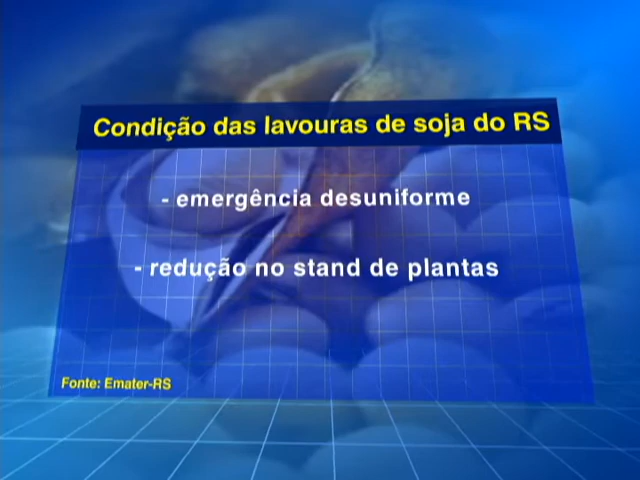 Condição das lavouras de soja do RS
- emergência desuniforme
- redução no stand de plantas
Fonte: Emater-RS